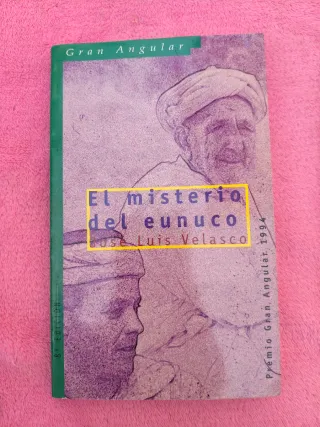 Gran Angular
El misterio
del eunuco
José Luis Velasco
Premio Gran Angular 1994